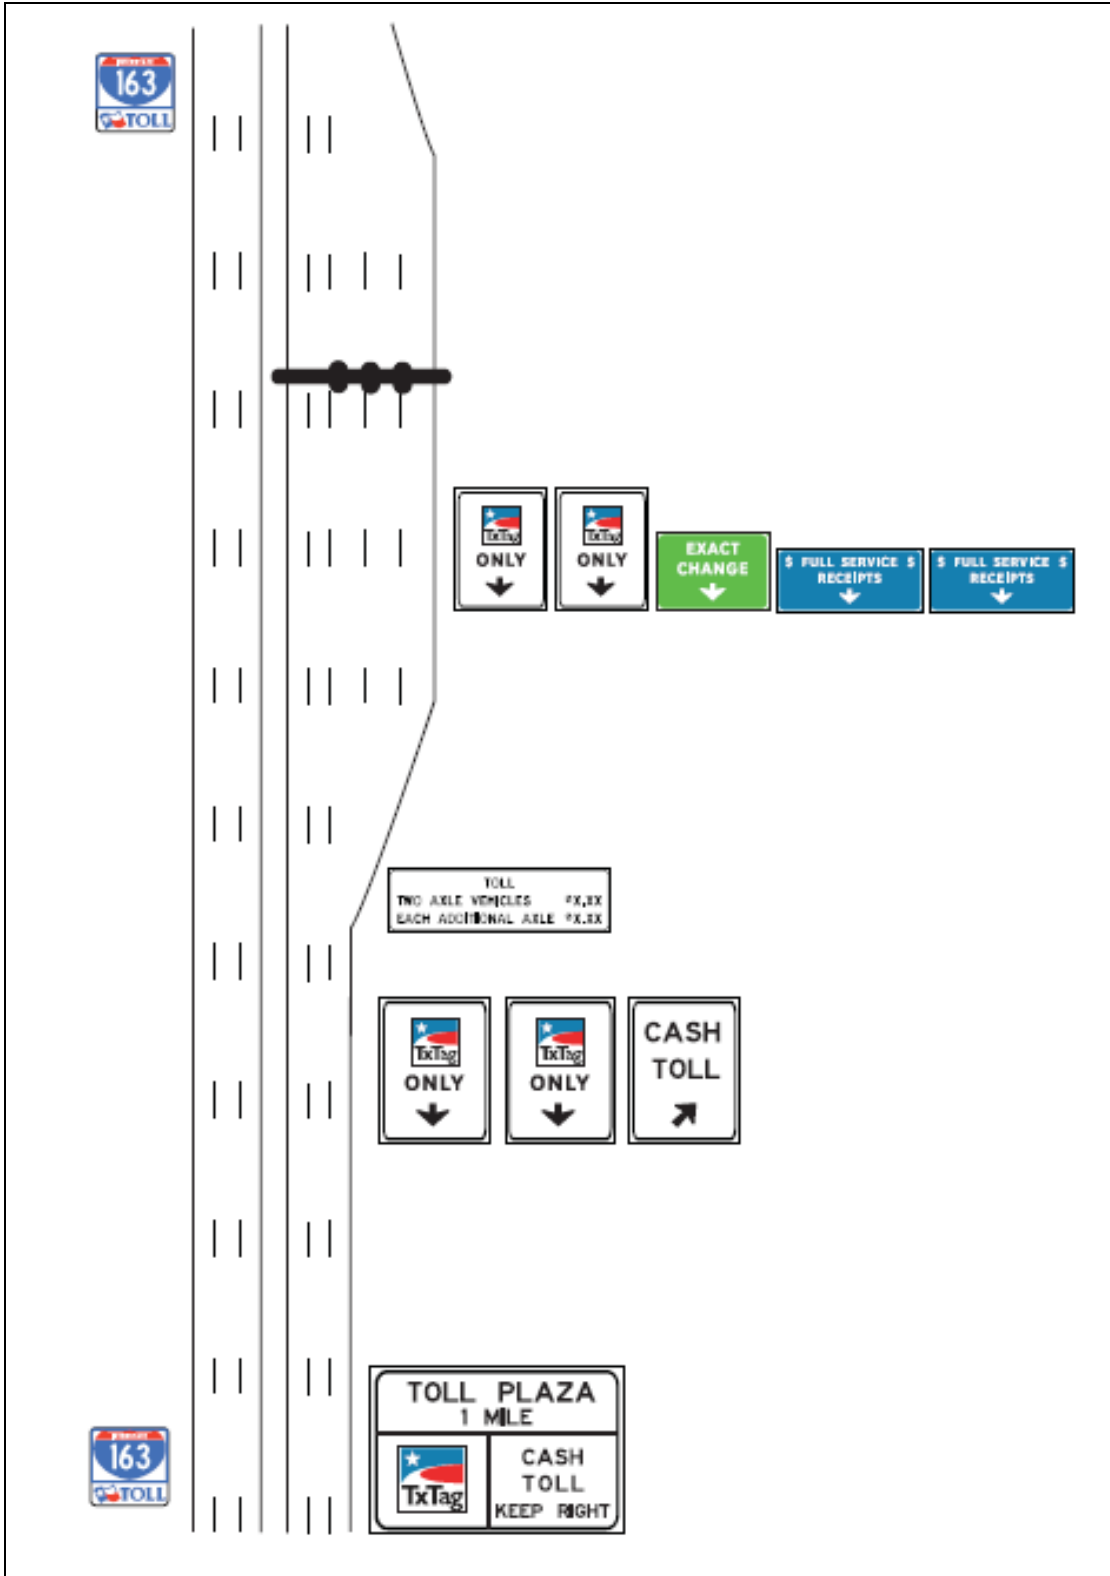 163
TOLL
TxTag
ONLY
TxTag
ONLY
EXACT
CHANGE
$ FULL SERVICE $
RECEIPTS
$ FULL SERVICE $
RECEIPTS
TOLL
TWO AXLE VEHICLES X.XX
EACH ADDITIONAL AXLE X.XX
TxTag
ONLY
TxTag
ONLY
CASH
TOLL
TOLL PLAZA
1 MILE
TxTag
CASH
TOLL
KEEP RIGHT
163
TOLL